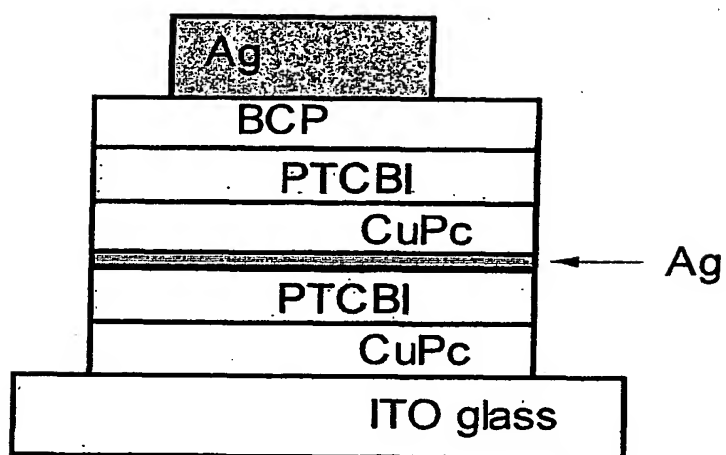 Ag
BCP
PTCBI
CuPc
Ag
PTCBI
CuPc
ITO glass